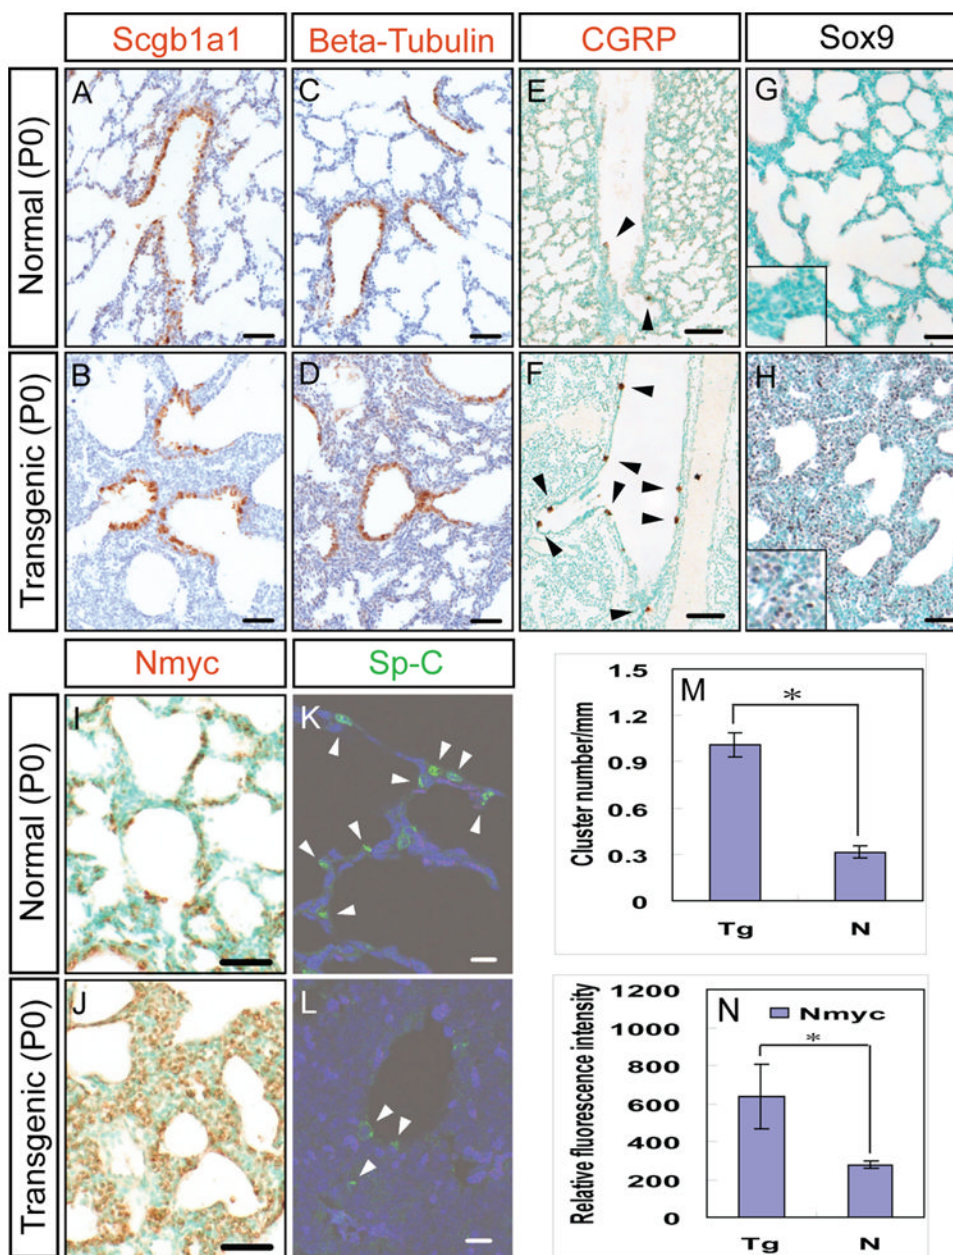 Scgb1a1
Beta-Tubulin
CGRP
Sox9
Normal (P0)
A
C
E
G
Transgenic (P0)
B
D
F
H
Nmyc
Sp-C
Normal (P0)
I
K
Transgenic (P0)
J
L
M
Cluster number/mm
1.5
1.2
0.9
0.6
0.3
0
*
Tg
N
N
Relative fluorescence intensity
1200
1000
800
600
400
200
0
Nmyc
*
Tg
N